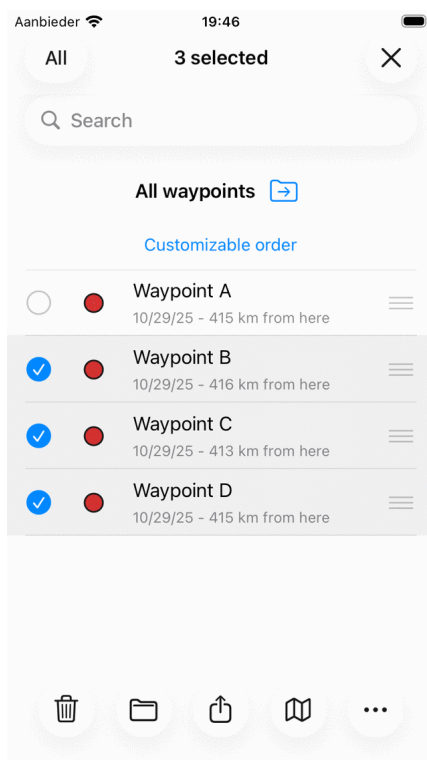 Aanbieder 19:46
All 3 selected
Search
All waypoints
Customizable order
Waypoint A
10/29/25 - 415 km from here
Waypoint B
10/29/25 - 416 km from here
Waypoint C
10/29/25 - 413 km from here
Waypoint D
10/29/25 - 415 km from here